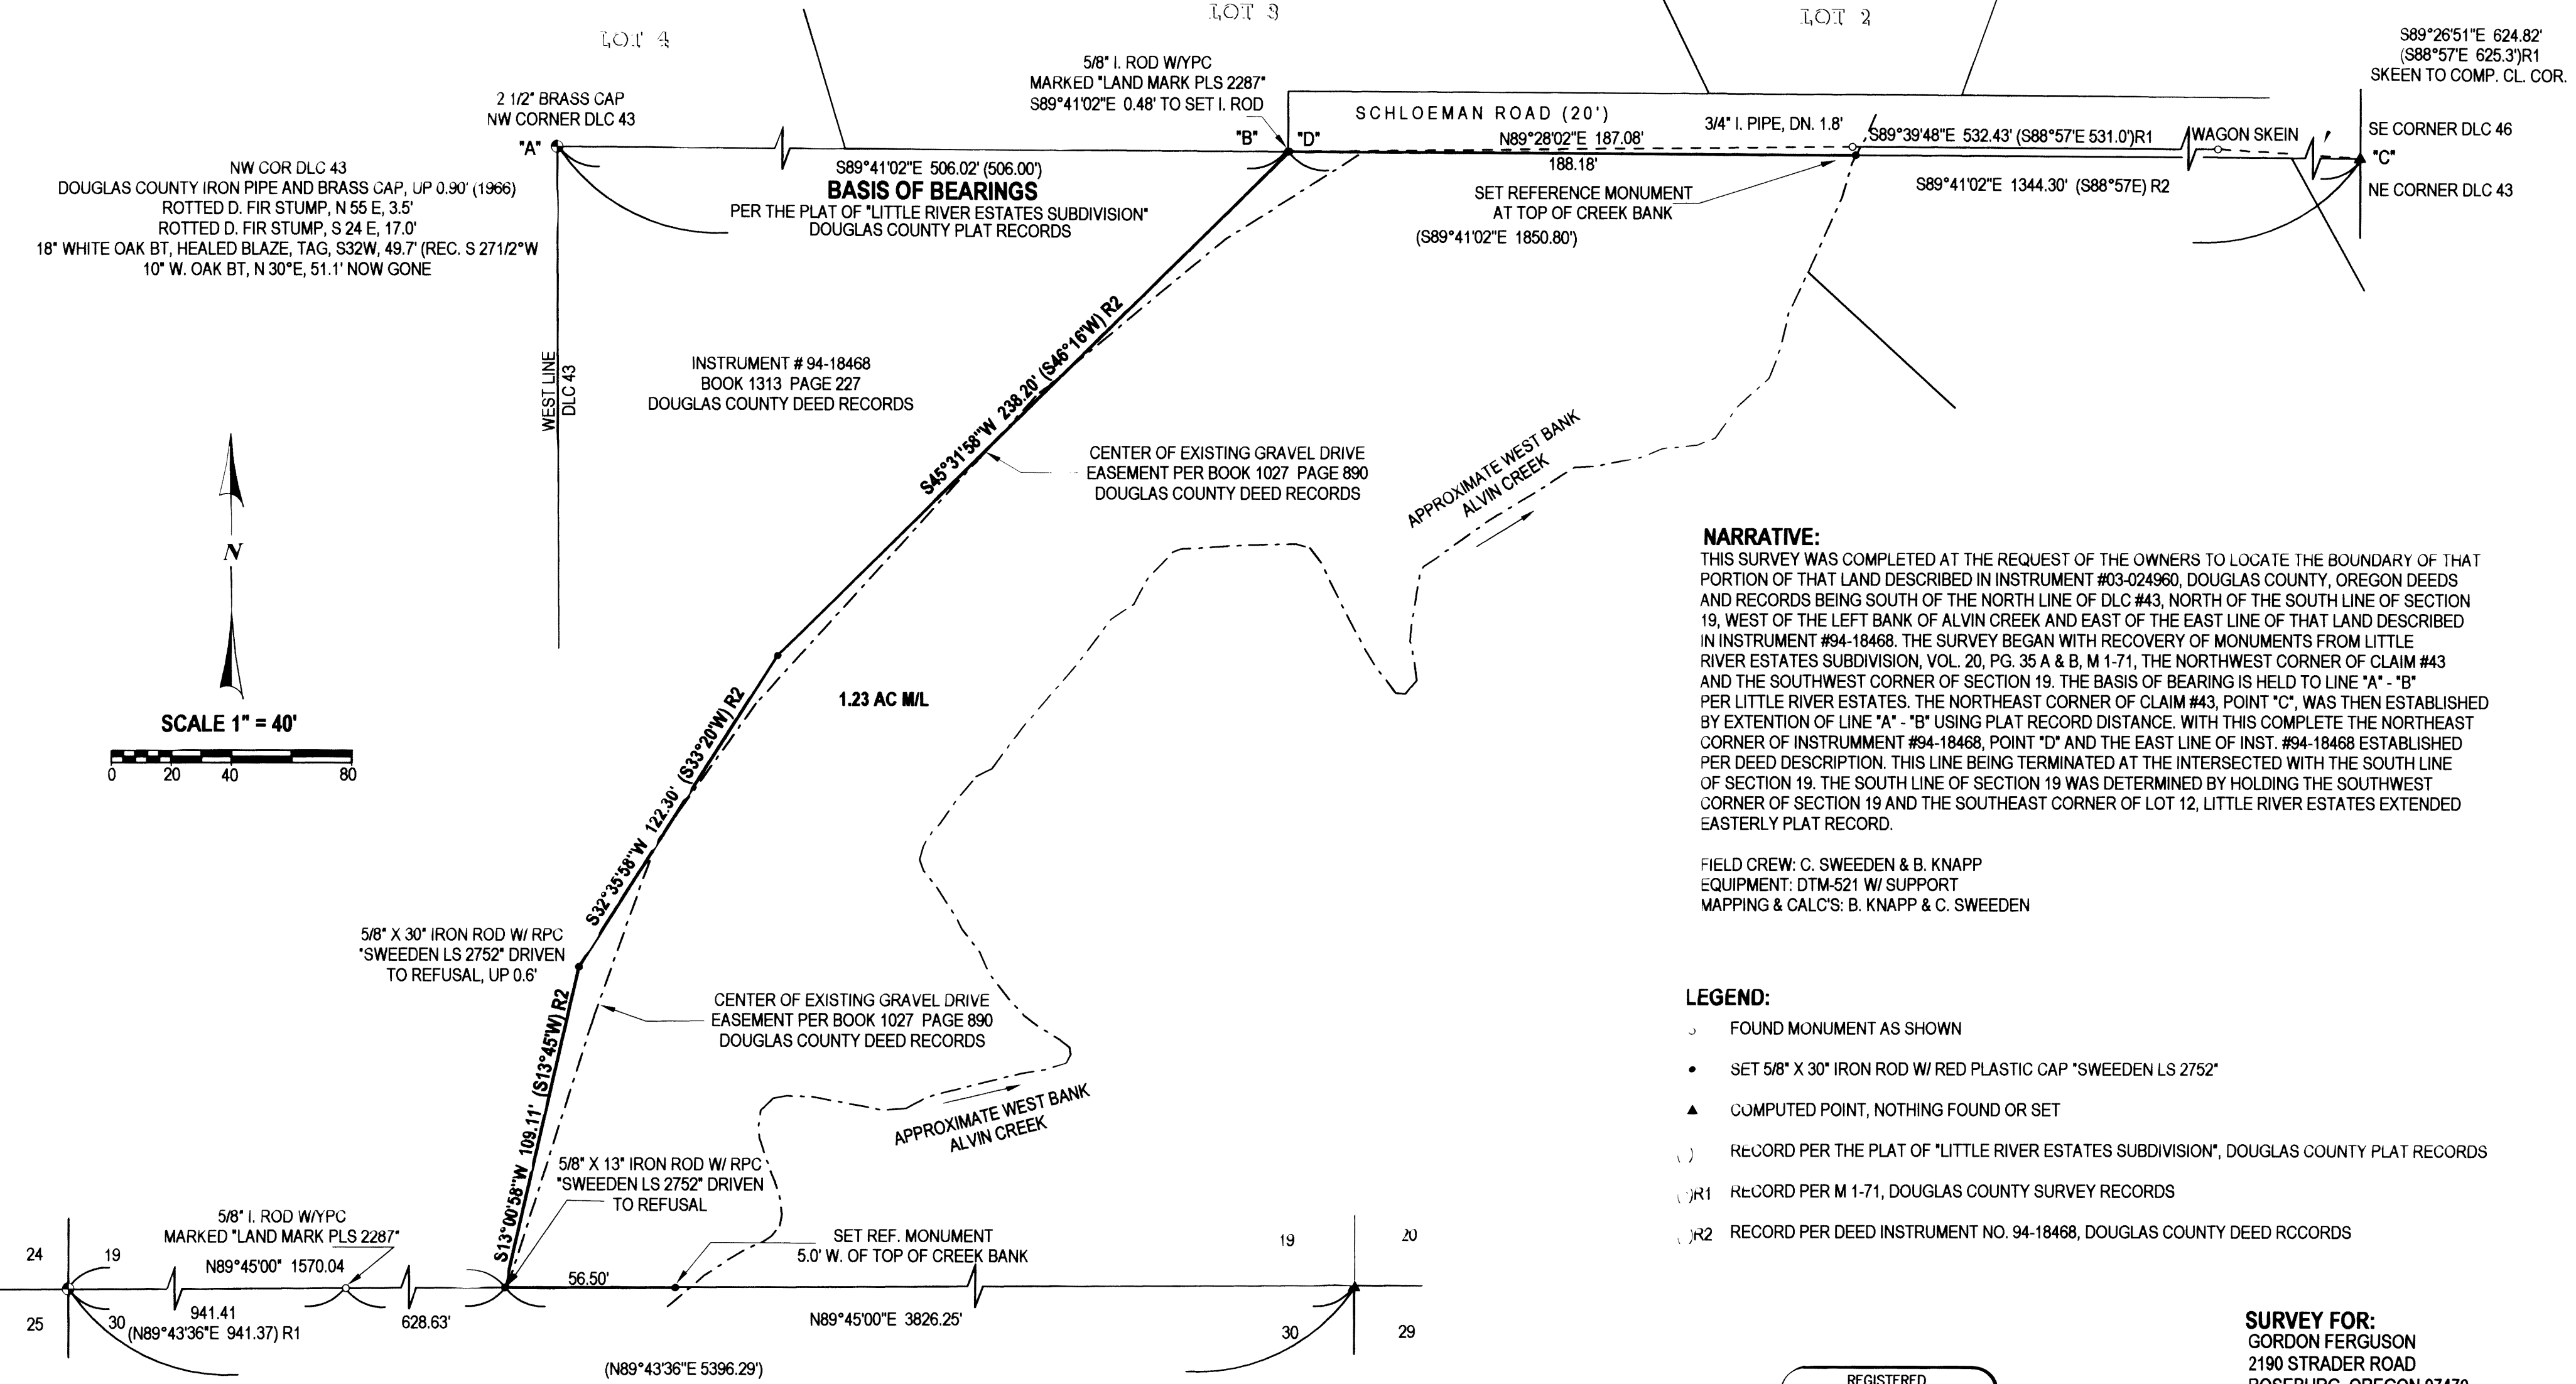 LOT 4
LOT 3
LOT 2
S89°26'51"E 624.82'
(S88°57'E 625.3')R1
SKEEN TO COMP. CL. COR.
5/8" I. ROD W/YPC
MARKED "LAND MARK PLS 2287"
S89°41'02"E 0.48' TO SET I. ROD
2 1/2" BRASS CAP
NW CORNER DLC 43
"A"
"B"
"D"
SCHLOEMAN ROAD (20')
3/4" I. PIPE, DN. 1.8'
N89°28'02"E 187.08'
188.18'
S89°39'48"E 532.43' (S88°57'E 531.0')R1
WAGON SKEIN
SE CORNER DLC 46
"C"
NE CORNER DLC 43
S89°41'02"E 1344.30' (S88°57E) R2
NW COR DLC 43
DOUGLAS COUNTY IRON PIPE AND BRASS CAP, UP 0.90' (1966)
ROTTED D. FIR STUMP, N 55 E, 3.5'
ROTTED D. FIR STUMP, S 24 E, 17.0'
18" WHITE OAK BT, HEALED BLAZE, TAG, S32W, 49.7' (REC. S 271/2°W
10" W. OAK BT, N 30°E, 51.1' NOW GONE
S89°41'02"E 506.02' (506.00')
BASIS OF BEARINGS
PER THE PLAT OF "LITTLE RIVER ESTATES SUBDIVISION"
DOUGLAS COUNTY PLAT RECORDS
SET REFERENCE MONUMENT
AT TOP OF CREEK BANK
(S89°41'02"E 1850.80')
WEST LINE
DLC 43
INSTRUMENT # 94-18468
BOOK 1313 PAGE 227
DOUGLAS COUNTY DEED RECORDS
S45°31'58"W 238.20' (S46°16'W) R2
CENTER OF EXISTING GRAVEL DRIVE
EASEMENT PER BOOK 1027 PAGE 890
DOUGLAS COUNTY DEED RECORDS
APPROXIMATE WEST BANK
ALVIN CREEK
N
SCALE 1" = 40'
0 20 40 80
1.23 AC M/L
S32°35'58"W 122.30' (S33°20'W) R2
NARRATIVE:
THIS SURVEY WAS COMPLETED AT THE REQUEST OF THE OWNERS TO LOCATE THE BOUNDARY OF THAT
PORTION OF THAT LAND DESCRIBED IN INSTRUMENT #03-024960, DOUGLAS COUNTY, OREGON DEEDS
AND RECORDS BEING SOUTH OF THE NORTH LINE OF DLC #43, NORTH OF THE SOUTH LINE OF SECTION
19, WEST OF THE LEFT BANK OF ALVIN CREEK AND EAST OF THE EAST LINE OF THAT LAND DESCRIBED
IN INSTRUMENT #94-18468. THE SURVEY BEGAN WITH RECOVERY OF MONUMENTS FROM LITTLE
RIVER ESTATES SUBDIVISION, VOL. 20, PG. 35 A & B, M 1-71, THE NORTHWEST CORNER OF CLAIM #43
AND THE SOUTHWEST CORNER OF SECTION 19. THE BASIS OF BEARING IS HELD TO LINE "A" - "B"
PER LITTLE RIVER ESTATES. THE NORTHEAST CORNER OF CLAIM #43, POINT "C", WAS THEN ESTABLISHED
BY EXTENTION OF LINE "A" - "B" USING PLAT RECORD DISTANCE. WITH THIS COMPLETE THE NORTHEAST
CORNER OF INSTRUMMENT #94-18468, POINT "D" AND THE EAST LINE OF INST. #94-18468 ESTABLISHED
PER DEED DESCRIPTION. THIS LINE BEING TERMINATED AT THE INTERSECTED WITH THE SOUTH LINE
OF SECTION 19. THE SOUTH LINE OF SECTION 19 WAS DETERMINED BY HOLDING THE SOUTHWEST
CORNER OF SECTION 19 AND THE SOUTHEAST CORNER OF LOT 12, LITTLE RIVER ESTATES EXTENDED
EASTERLY PLAT RECORD.
FIELD CREW: C. SWEEDEN & B. KNAPP
EQUIPMENT: DTM-521 W/ SUPPORT
MAPPING & CALC'S: B. KNAPP & C. SWEEDEN
5/8" X 30" IRON ROD W/ RPC
"SWEEDEN LS 2752" DRIVEN
TO REFUSAL, UP 0.6'
S13°00'58"W 109.11' (S13°45'W) R2
CENTER OF EXISTING GRAVEL DRIVE
EASEMENT PER BOOK 1027 PAGE 890
DOUGLAS COUNTY DEED RECORDS
APPROXIMATE WEST BANK
ALVIN CREEK
LEGEND:
FOUND MONUMENT AS SHOWN
SET 5/8" X 30" IRON ROD W/ RED PLASTIC CAP "SWEEDEN LS 2752"
COMPUTED POINT, NOTHING FOUND OR SET
( ) RECORD PER THE PLAT OF "LITTLE RIVER ESTATES SUBDIVISION", DOUGLAS COUNTY PLAT RECORDS
( )R1 RECORD PER M 1-71, DOUGLAS COUNTY SURVEY RECORDS
( )R2 RECORD PER DEED INSTRUMENT NO. 94-18468, DOUGLAS COUNTY DEED RCCORDS
5/8" X 13" IRON ROD W/ RPC
"SWEEDEN LS 2752" DRIVEN
TO REFUSAL
5/8" I. ROD W/YPC
MARKED "LAND MARK PLS 2287"
SET REF. MONUMENT
5.0' W. OF TOP OF CREEK BANK
24 19
25 30
N89°45'00" 1570.04
941.41
(N89°43'36"E 941.37) R1
628.63'
56.50'
N89°45'00"E 3826.25'
19 20
30 29
(N89°43'36"E 5396.29')
SURVEY FOR:
GORDON FERGUSON
2190 STRADER ROAD
ROSEBURG, OREGON 97470
REGISTERED